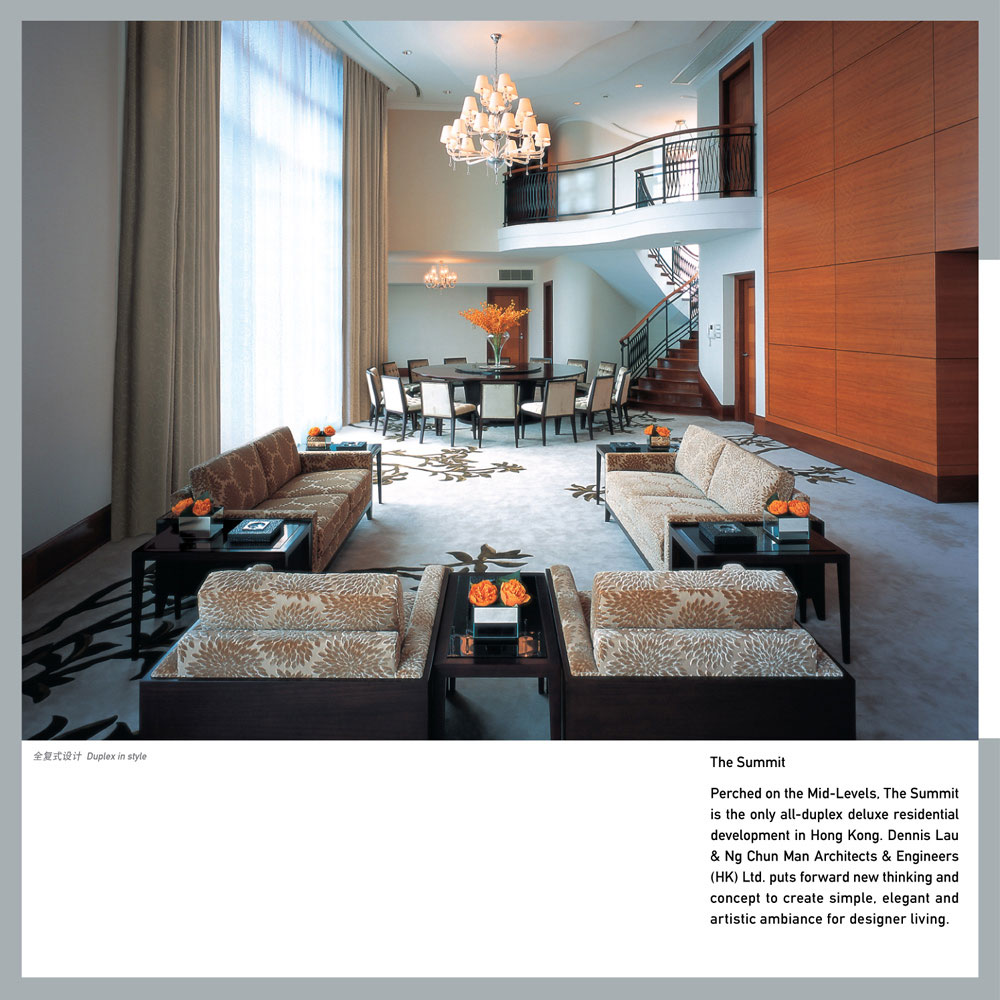 全复式设计 Duplex in style
The Summit
Perched on the Mid-Levels, The Summit
is the only all-duplex deluxe residential
development in Hong Kong. Dennis Lau
& Ng Chun Man Architects & Engineers
(HK) Ltd. puts forward new thinking and
concept to create simple, elegant and
artistic ambiance for designer living.